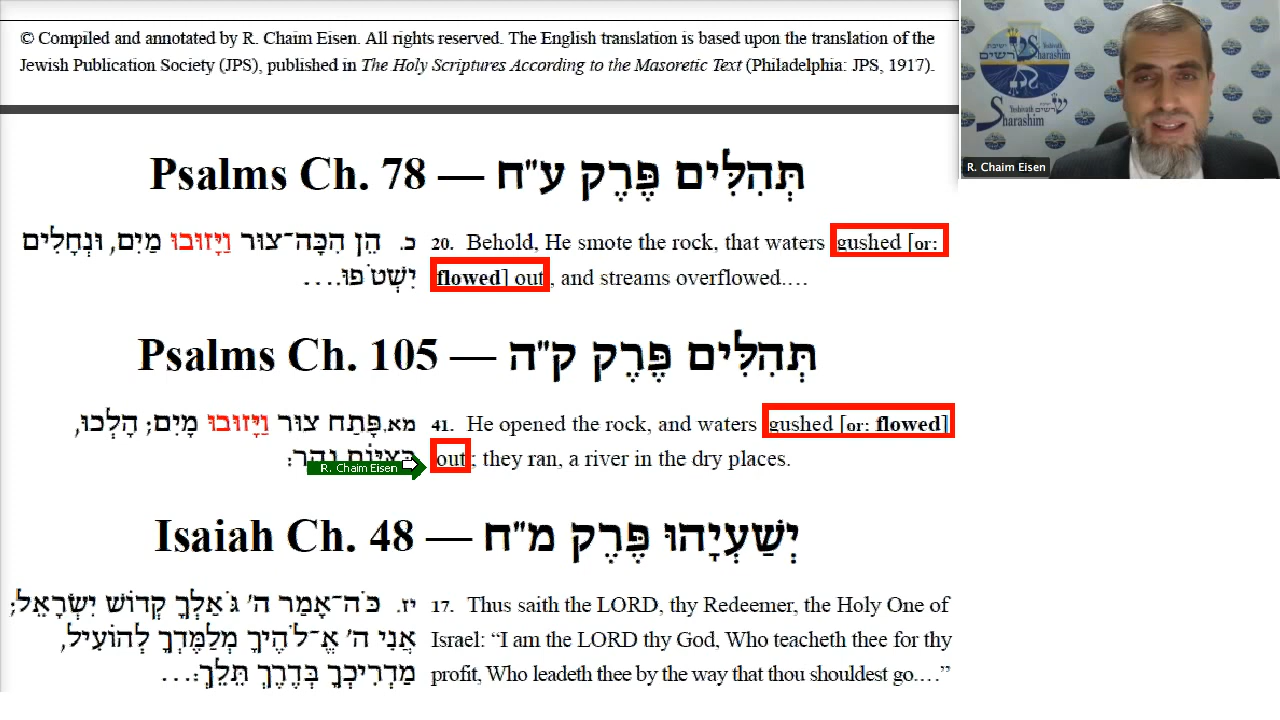 © Compiled and annotated by R. Chaim Eisen. All rights reserved. The English translation is based upon the translation of the
Jewish Publication Society (JPS), published in The Holy Scriptures According to the Masoretic Text (Philadelphia: JPS, 1917).
Psalms Ch. 78 — תְּהִלִּים פֶּרֶק ע"ח
20. Behold, He smote the rock, that waters gushed [or:
flowed] out, and streams overflowed....
כ. הֵן הִכָּה־צוּר וַיָּזוּבוּ מַיִם, וּנְחָלִים
יִשְׁטֹפוּ....
Psalms Ch. 105 — תְּהִלִּים פֶּרֶק ק"ה
41. He opened the rock, and waters gushed [or: flowed]
out; they ran, a river in the dry places.
מא. פָּתַח צוּר וַיָּזוּבוּ מָיִם; הָלְכוּ,
נָהָר:
R. Chaim Eisen
Isaiah Ch. 48 — יְשַׁעְיָהוּ פֶּרֶק מ"ח
17. Thus saith the LORD, thy Redeemer, the Holy One of
Israel: “I am the LORD thy God, Who teacheth thee for thy
profit, Who leadeth thee by the way that thou shouldest go....”
יז. כֹּה־אָמַר ה' גֹּאַלְךָ קְדוֹשׁ יִשְׂרָאֵל;
אֲנִי ה' אֱ־לֹהֶיךָ מְלַמֶּדְךָ לְהוֹעִיל,
מַדְרִיכְךָ בְּדֶרֶךְ תֵּלֵךְ:...
ישיבת
שרשים
Yeshivath
Sharashim
Yeshivath שרשים
Sharashim
R. Chaim Eisen